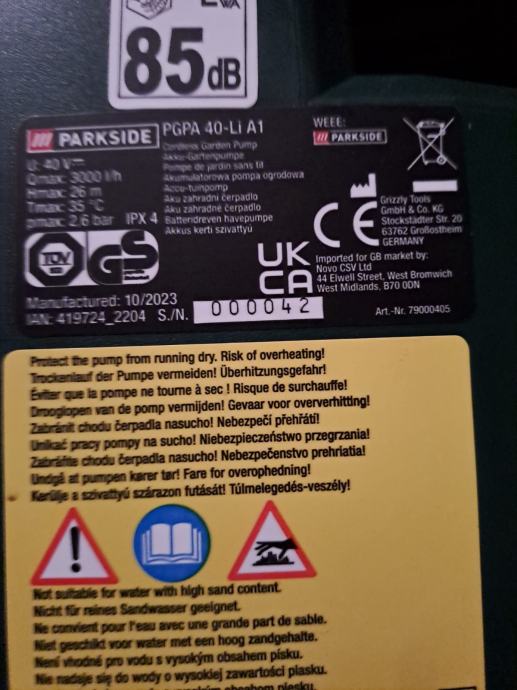 WA
85dB
PARKSIDE
PGPA 40-Li A1
Cordless Garden Pump
Akku-Gartenpumpe
Pompe de jardin sans fil
Akumulatorowa pompa ogrodowa
Accu-tuinpomp
Aku zahradní čerpadlo
Aku záhradné čerpadlo
Batteridreven havepumpe
Akkus kerti szivattyú
U: 40 V
Qmax: 3000 l/h
Hmax: 26 m
Tmax: 35 °C
pmax: 2,6 bar IPX 4
TÜV
GS
Manufactured: 10/2023
IAN: 419724_2204 S./N. 000042
WEEE:
PARKSIDE
CE
Grizzly Tools
GmbH & Co. KG
Stockstädter Str. 20
63762 Großostheim
GERMANY
UK
CA
Imported for GB market by:
Novo CSV Ltd
44 Elwell Street, West Bromwich
West Midlands, B70 0DN
Art.-Nr. 79000405
Protect the pump from running dry. Risk of overheating!
Trockenlauf der Pumpe vermeiden! Überhitzungsgefahr!
Éviter que la pompe ne tourne à sec ! Risque de surchauffe!
Drooglopen van de pomp vermijden! Gevaar voor oververhitting!
Zabránit chodu čerpadla nasucho! Nebezpečí přehřátí!
Unikać pracy pompy na sucho! Niebezpieczeństwo przegrzania!
Zabráňte chodu čerpadla nasucho! Nebezpečenstvo prehriatia!
Undgå at pumpen kører tør! Fare for overophedning!
Kerülje a szivattyú szárazon futását! Túlmelegedés-veszély!
Not suitable for water with high sand content.
Nicht für reines Sandwasser geeignet.
Ne convient pour l'eau avec une grande part de sable.
Niet geschikt voor water met een hoog zandgehalte.
Není vhodné pro vodu s vysokým obsahem písku.
Nie nadaje się do wody o wysokiej zawartości piasku.
vysokým obsahom piesku.